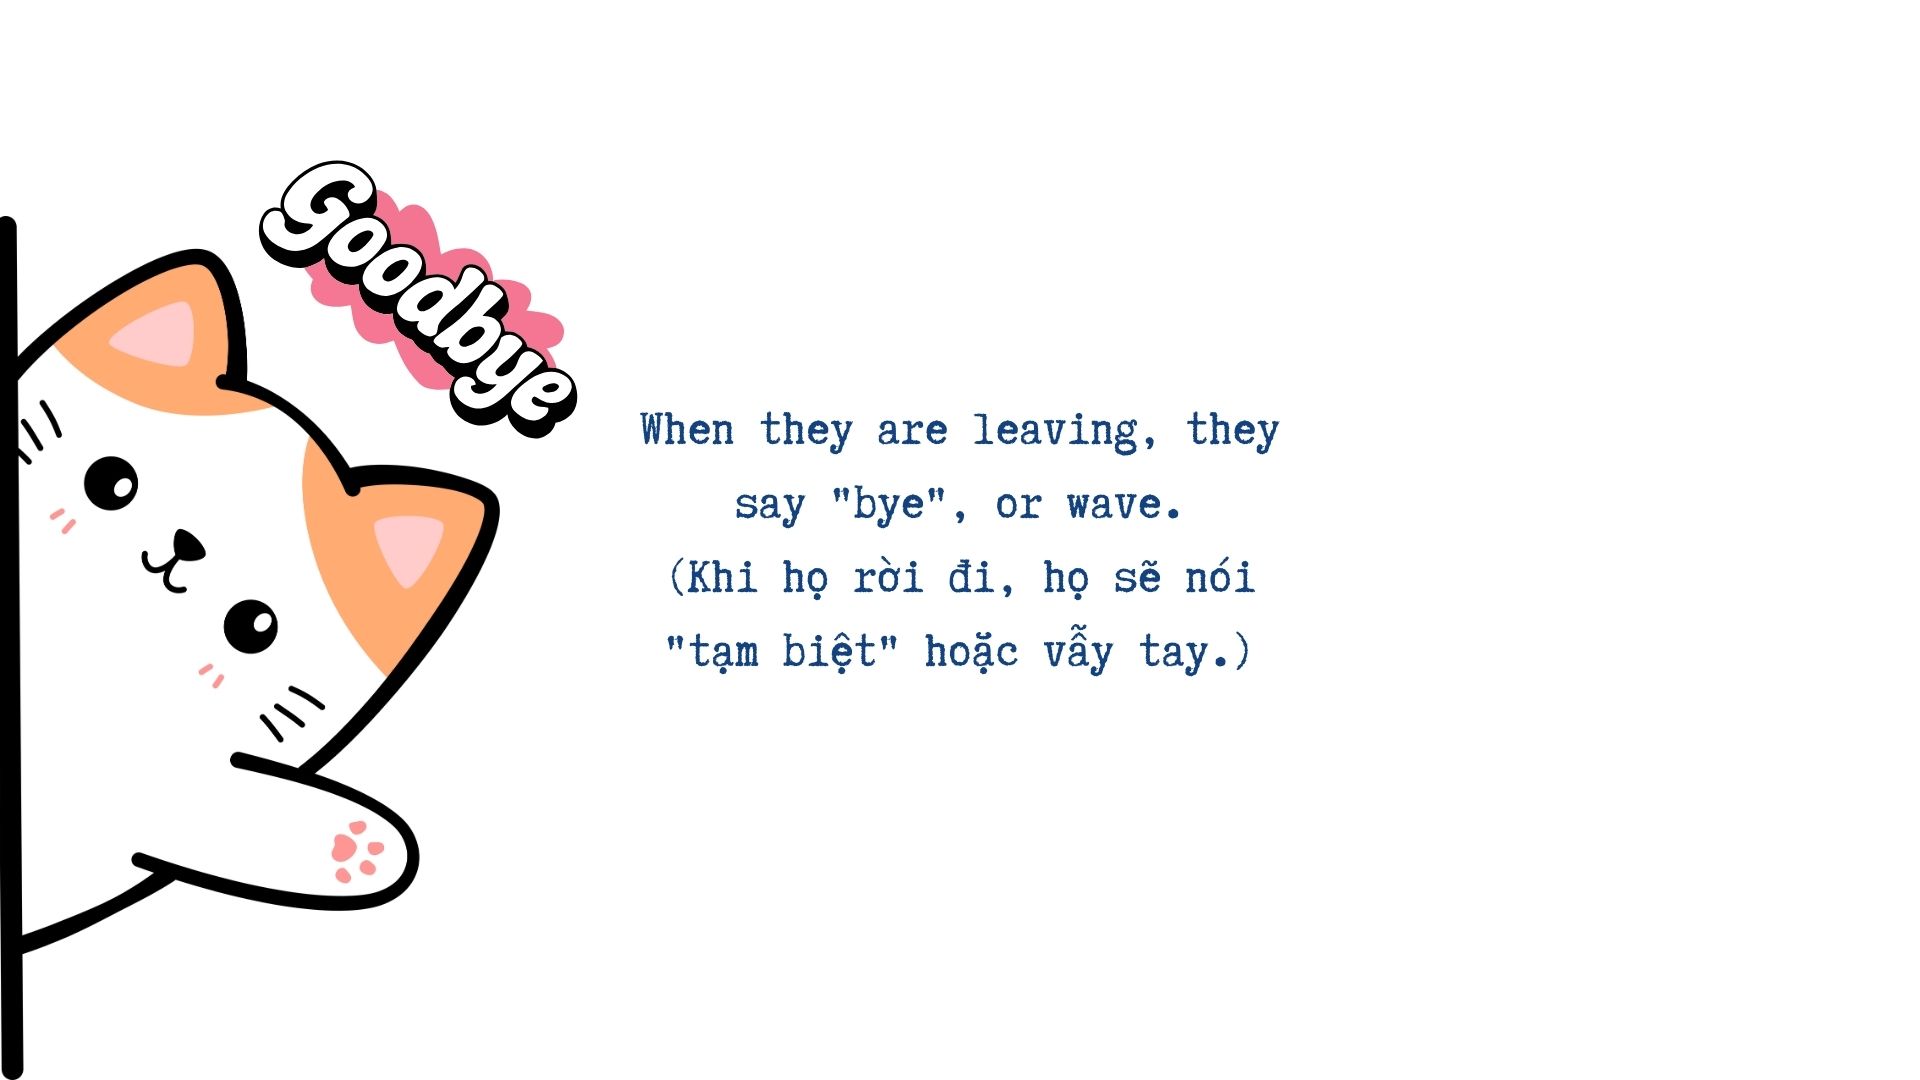 Goodbye
When they are leaving, they
say "bye", or wave.
(Khi họ rời đi, họ sẽ nói
"tạm biệt" hoặc vẫy tay.)